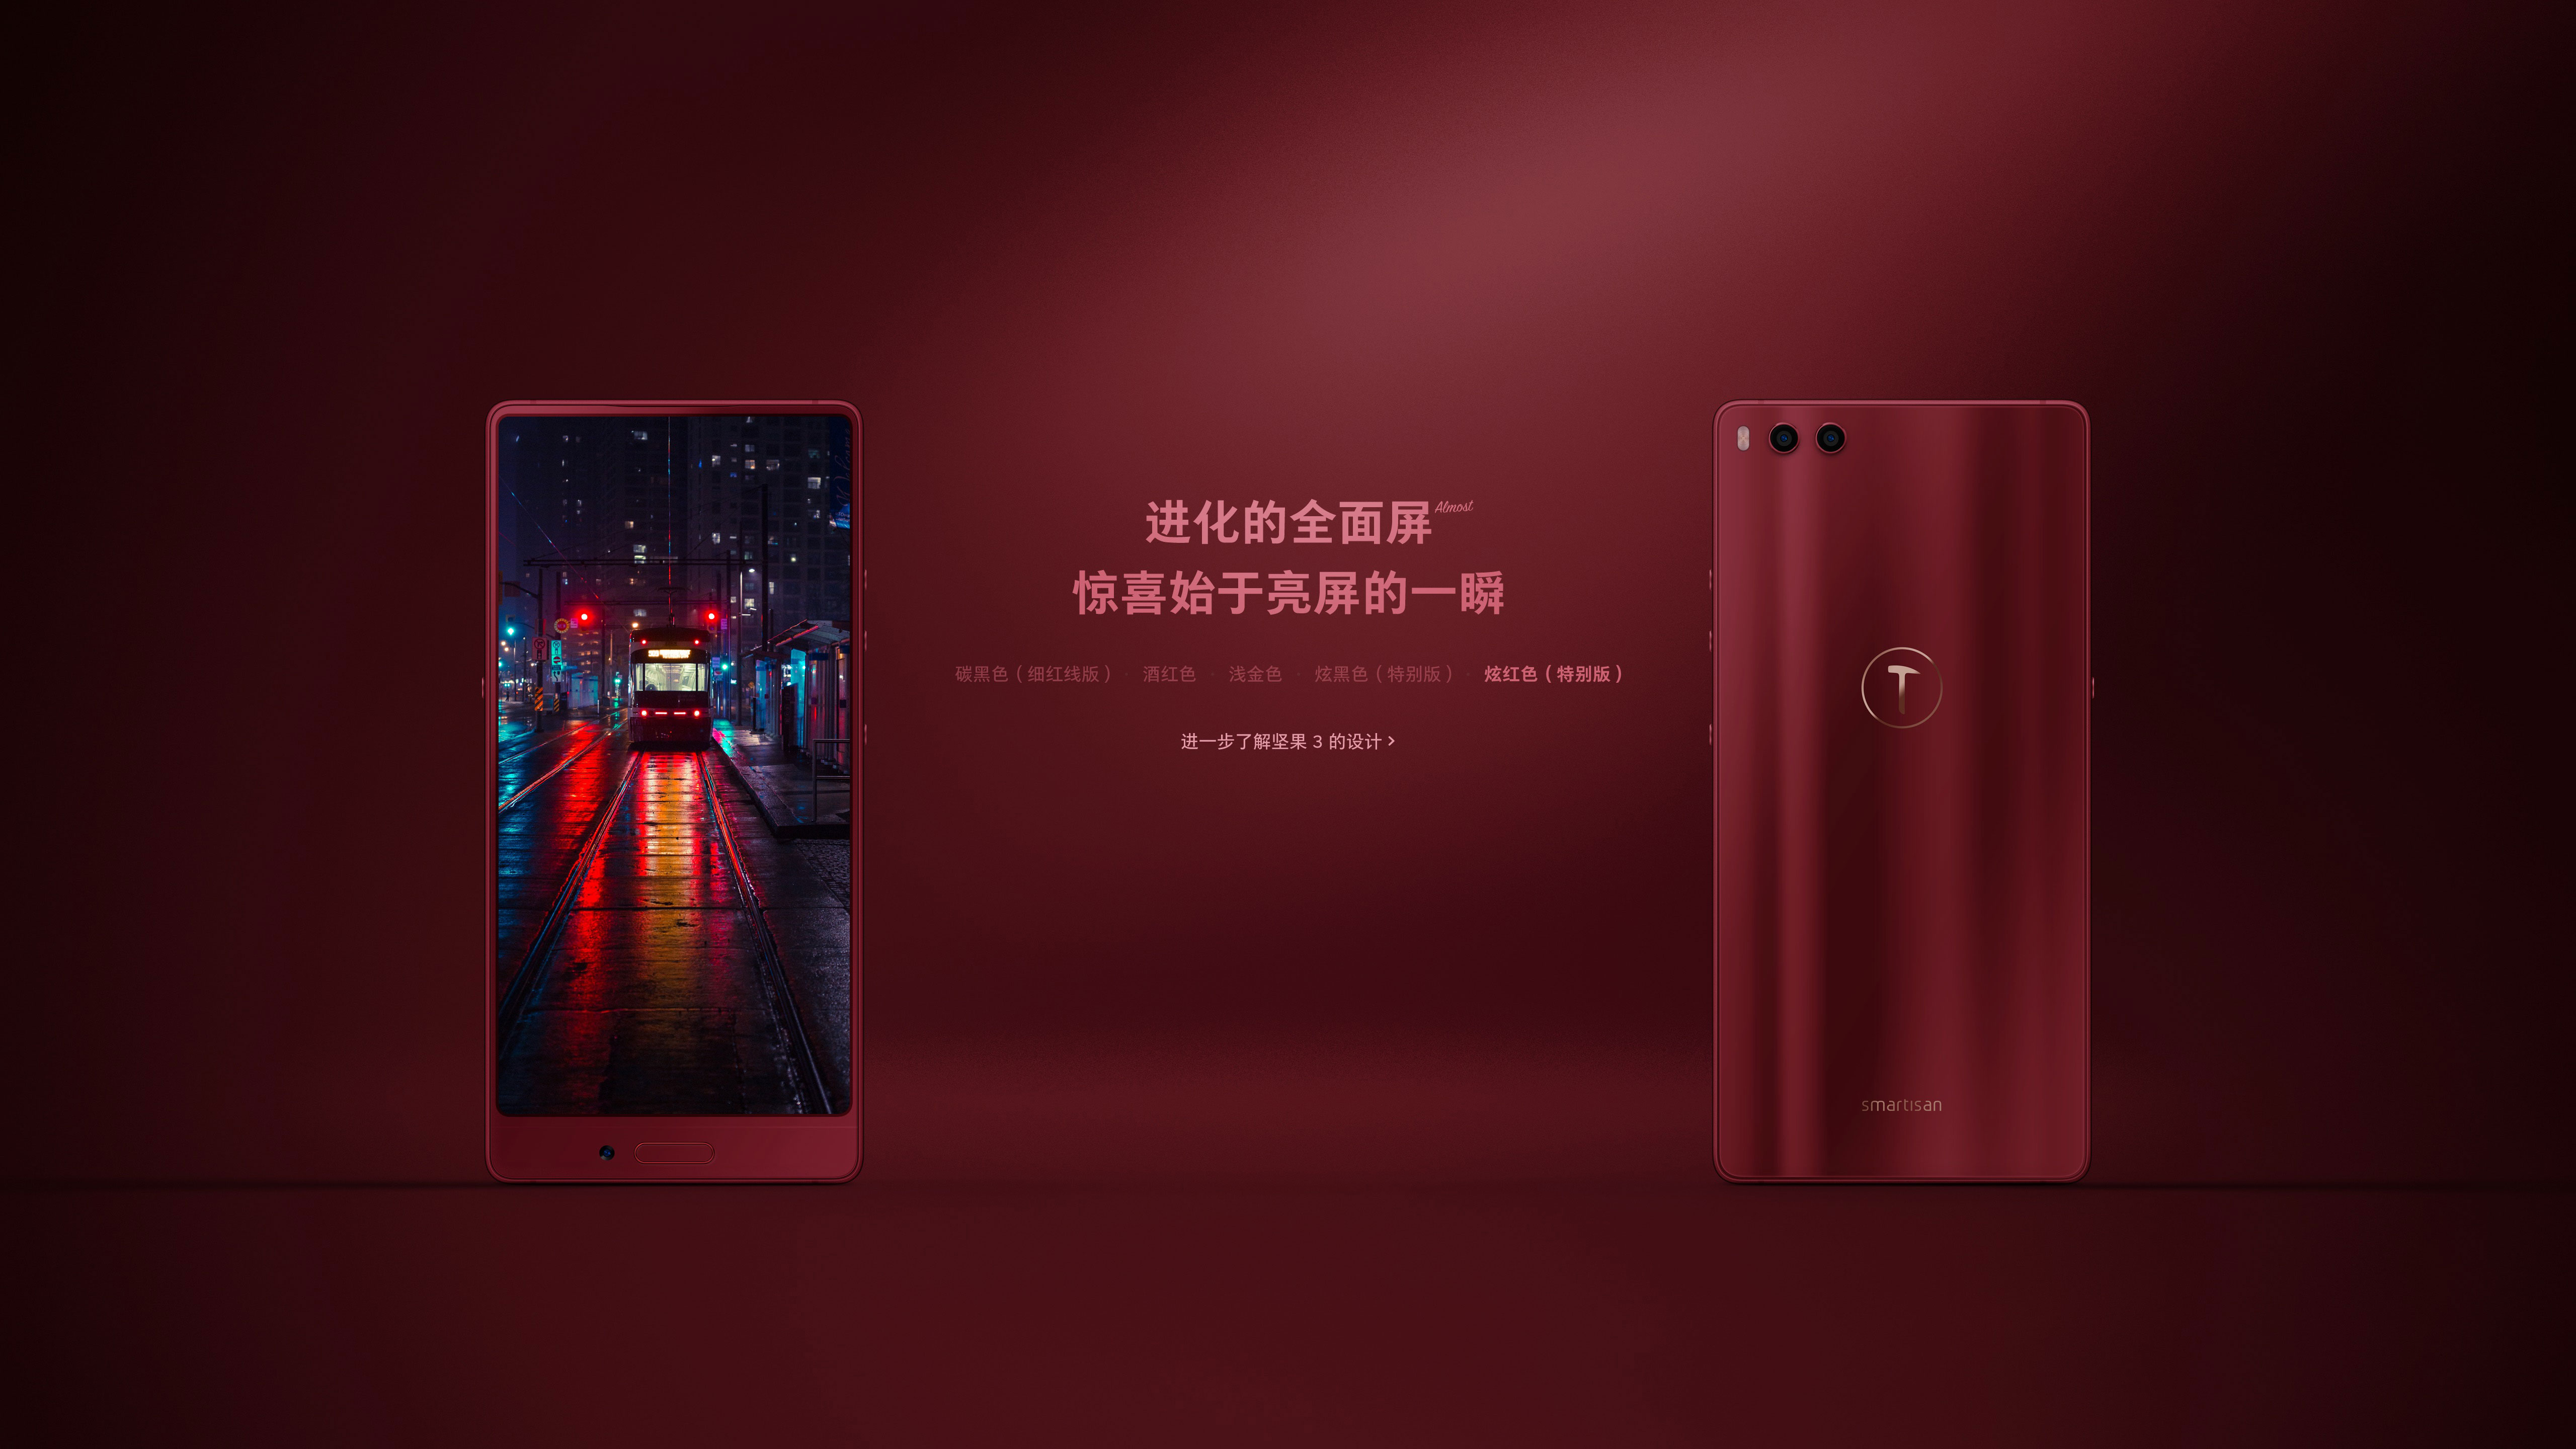 进化的全面屏 Almost
惊喜始于亮屏的一瞬
碳黑色（细红线版） · 酒红色 · 浅金色 · 炫黑色（特别版） · 炫红色（特别版）
进一步了解坚果 3 的设计 ›
T
smartisan